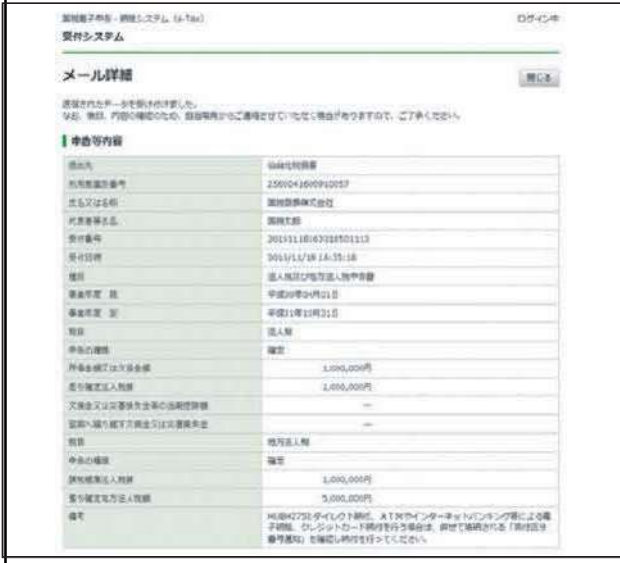 国税電子申告・納税システム (e-Tax)
ログイン中
受付システム
メール詳細
閉じる
送信されたデータを受け付けました。
なお、後日、内容の確認のため、担当職員からご連絡させていただく場合がありますので、ご了承ください。
申告等内容
提出先
利用者識別番号
氏名又は名称
代表者等氏名
国税太郎
受付番号
受付日時
種目
法人税及び地方法人税申告書
事業年度 自
事業年度 至
税目
法人税
申告の種類
確定
所得金額又は欠損金額
1,000,000円
差引確定法人税額
1,000,000円
欠損金又は災害損失金等の当期控除額
―
翌期へ繰り越す欠損金又は災害損失金
―
税目
地方法人税
申告の種類
確定
課税標準法人税額
1,000,000円
差引確定地方法人税額
5,000,000円
備考